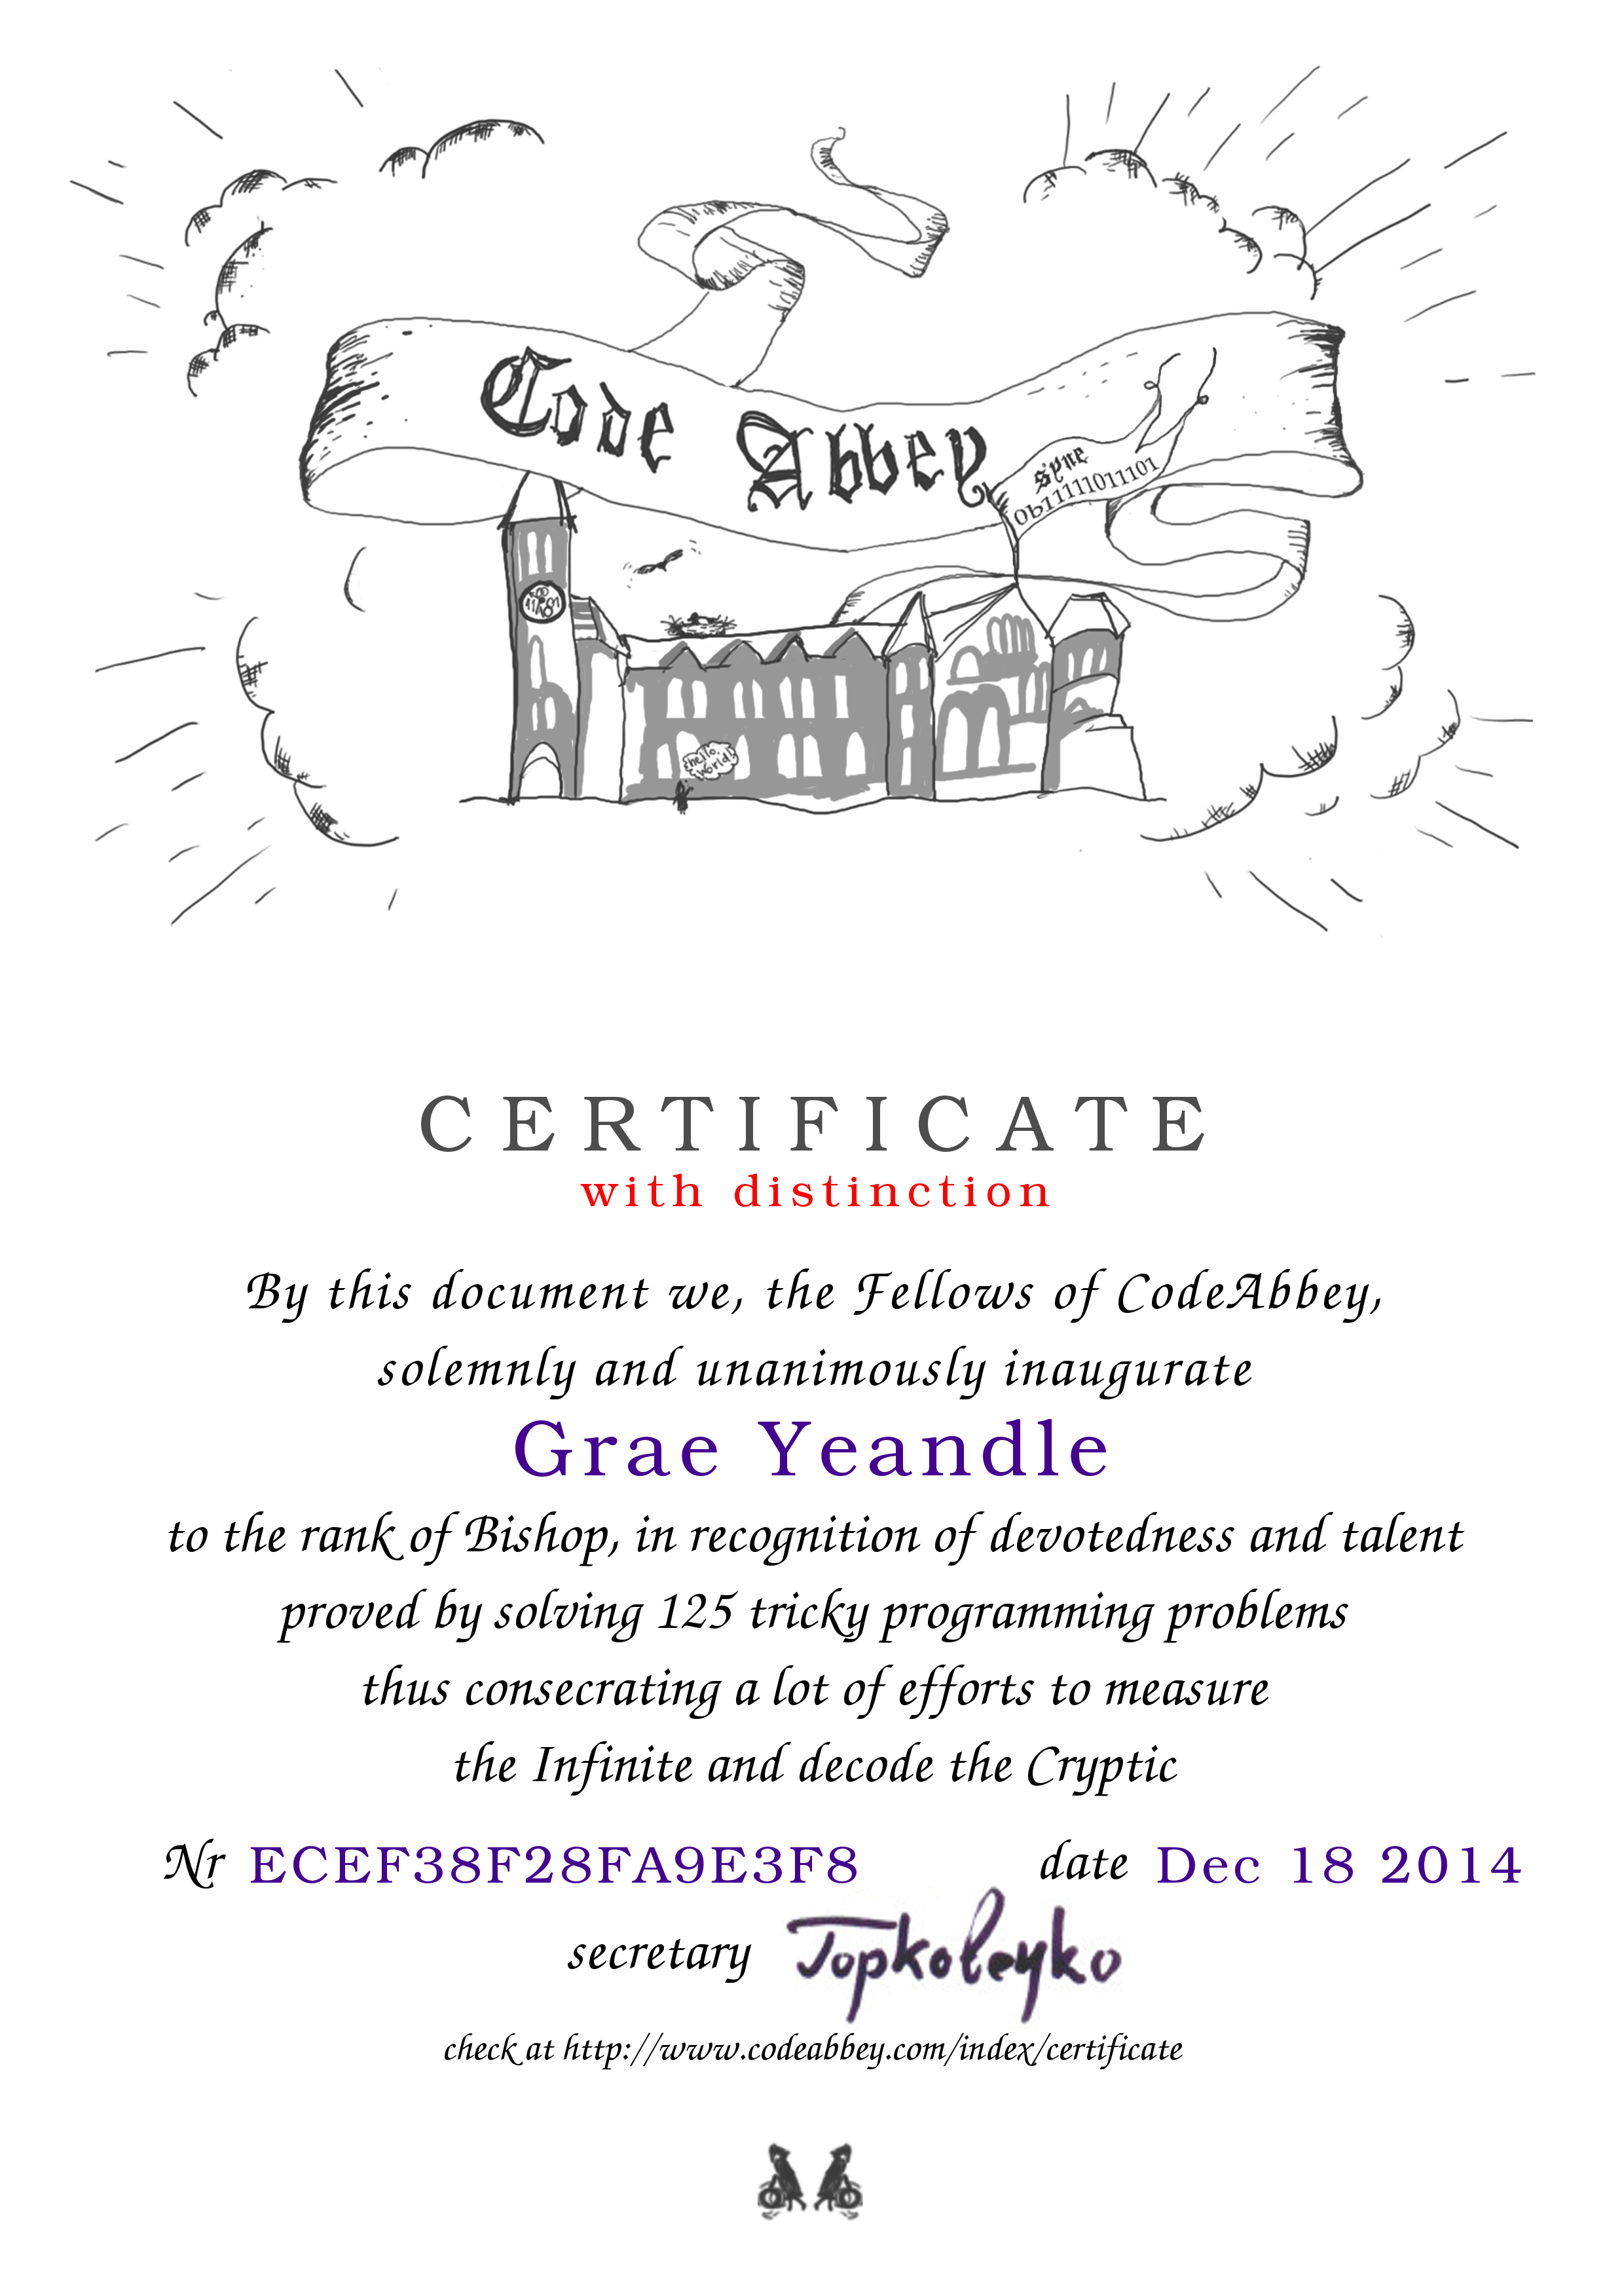 Code Abbey
syne
0b11111011101
hello,
world!
CERTIFICATE
with distinction
By this document we, the Fellows of CodeAbbey,
solemnly and unanimously inaugurate
Grae Yeandle
to the rank of Bishop, in recognition of devotedness and talent
proved by solving 125 tricky programming problems
thus consecrating a lot of efforts to measure
the Infinite and decode the Cryptic
Nr ECEF38F28FA9E3F8 date Dec 18 2014
secretary
check at http://www.codeabbey.com/index/certificate